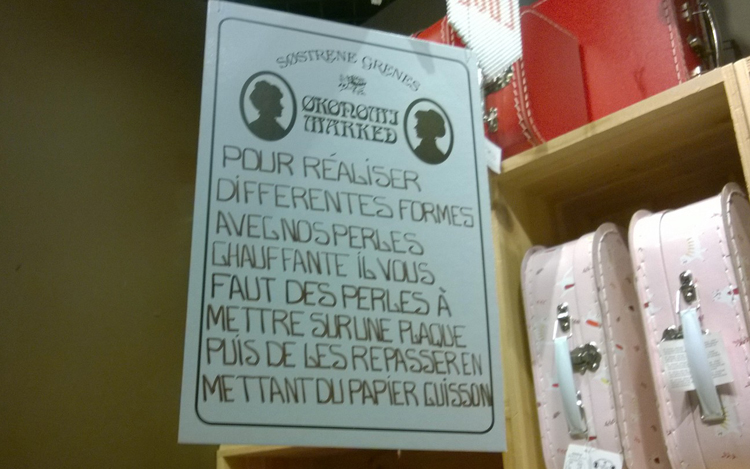 SØSTRENE GRENES
ØKONOMI
MARKED
POUR RÉALISER
DIFFERENTES FORMES
AVEC NOS PERLES
CHAUFFANTE IL VOUS
FAUT DES PERLES À
METTRE SUR UNE PLAQUE
PUIS DE LES REPASSER EN
METTANT DU PAPIER CUISSON